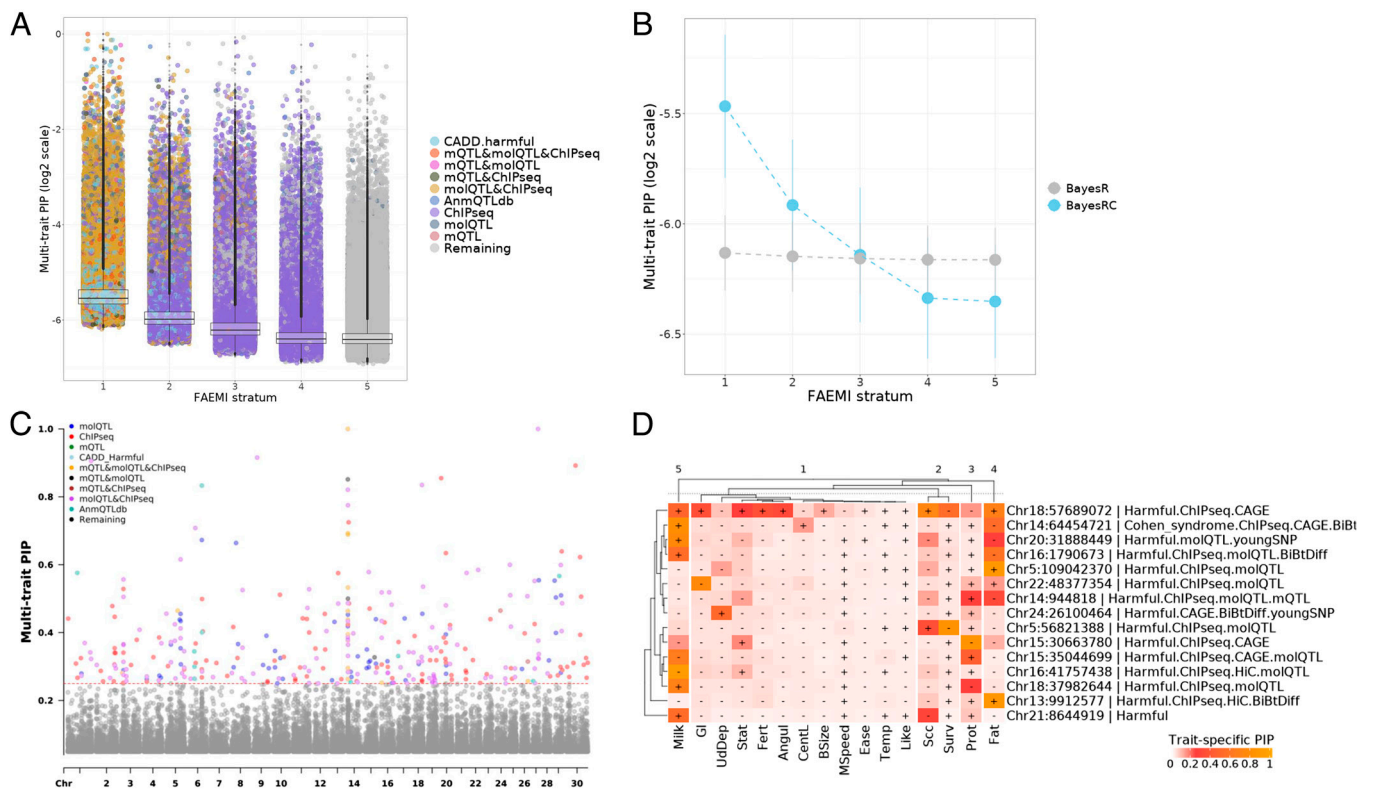 A
Multi-trait PIP (log2 scale)
0
-2
-4
-6
1 2 3 4 5
FAEMI stratum
CADD.harmful
mQTL&molQTL&ChIPseq
mQTL&molQTL
mQTL&ChIPseq
molQTL&ChIPseq
AnmQTLdb
ChIPseq
molQTL
mQTL
Remaining
B
Multi-trait PIP (log2 scale)
-5.5
-6.0
-6.5
1 2 3 4 5
FAEMI stratum
BayesR
BayesRC
C
Multi-trait PIP
1.0
0.8
0.6
0.4
0.2
molQTL
ChIPseq
mQTL
CADD_Harmful
mQTL&molQTL&ChIPseq
mQTL&molQTL
mQTL&ChIPseq
molQTL&ChIPseq
AnmQTLdb
Remaining
Chr 2 4 6 8 10 12 14 16 18 20 22 24 26 28 30
D
5 1 2 3 4
Chr18:57689072 | Harmful.ChIPseq.CAGE
Chr14:64454721 | Cohen_syndrome.ChIPseq.CAGE.BiBt
Chr20:31888449 | Harmful.molQTL.youngSNP
Chr16:1790673 | Harmful.ChIPseq.molQTL.BiBtDiff
Chr5:109042370 | Harmful.ChIPseq.molQTL
Chr22:48377354 | Harmful.ChIPseq.molQTL
Chr14:944818 | Harmful.ChIPseq.molQTL.mQTL
Chr24:26100464 | Harmful.CAGE.BiBtDiff.youngSNP
Chr5:56821388 | Harmful.ChIPseq.molQTL
Chr15:30663780 | Harmful.ChIPseq.CAGE
Chr15:35044699 | Harmful.ChIPseq.CAGE.molQTL
Chr16:41757438 | Harmful.ChIPseq.HiC.molQTL
Chr18:37982644 | Harmful.ChIPseq.molQTL
Chr13:9912577 | Harmful.ChIPseq.HiC.BiBtDiff
Chr21:8644919 | Harmful
Milk Gl UdDep Stat Fert Angul CentL BSize MSpeed Ease Temp Like Scc Surv Prot Fat
Trait-specific PIP
0 0.2 0.4 0.6 0.8 1